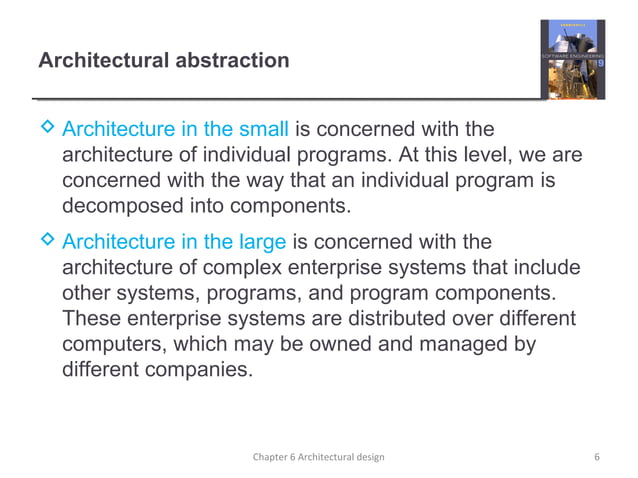 Architectural abstraction
SOFTWARE ENGINEERING
9
Architecture in the small is concerned with the
architecture of individual programs. At this level, we are
concerned with the way that an individual program is
decomposed into components.
Architecture in the large is concerned with the
architecture of complex enterprise systems that include
other systems, programs, and program components.
These enterprise systems are distributed over different
computers, which may be owned and managed by
different companies.
Chapter 6 Architectural design
6